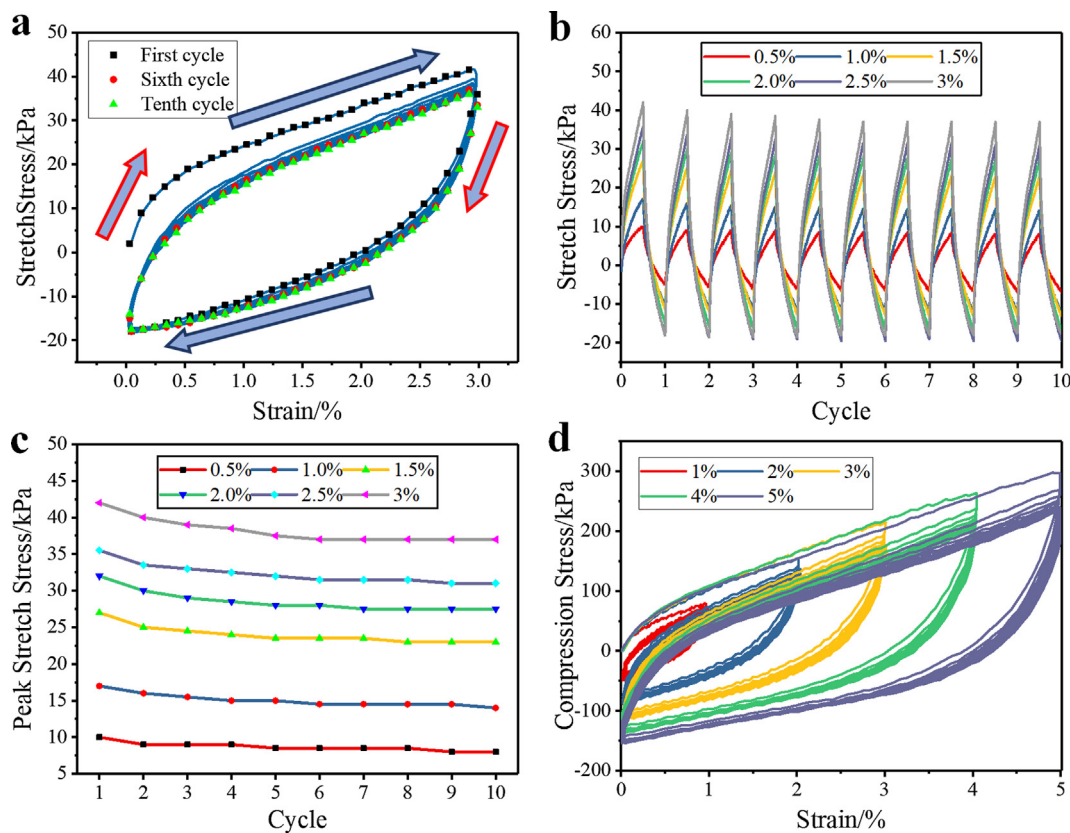 a
StretchStress/kPa
50
40
30
20
10
0
-10
-20
First cycle
Sixth cycle
Tenth cycle
0.0 0.5 1.0 1.5 2.0 2.5 3.0
Strain/%
b
Stretch Stress/kPa
60
50
40
30
20
10
0
-10
-20
0.5% 1.0% 1.5%
2.0% 2.5% 3%
0 1 2 3 4 5 6 7 8 9 10
Cycle
c
Peak Stretch Stress/kPa
50
45
40
35
30
25
20
15
10
5
0.5% 1.0% 1.5%
2.0% 2.5% 3%
1 2 3 4 5 6 7 8 9 10
Cycle
d
Compression Stress/kPa
300
200
100
0
-100
-200
1% 2% 3%
4% 5%
0 1 2 3 4 5
Strain/%